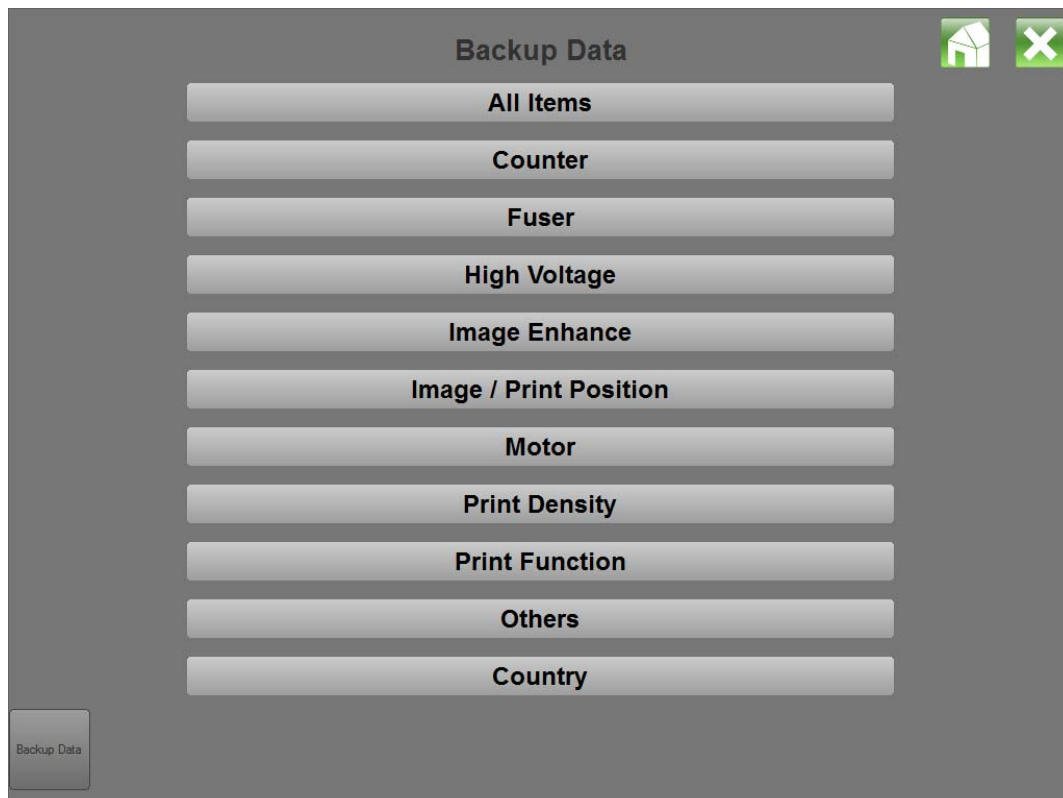 Backup Data
All Items
Counter
Fuser
High Voltage
Image Enhance
Image / Print Position
Motor
Print Density
Print Function
Others
Country
Backup Data